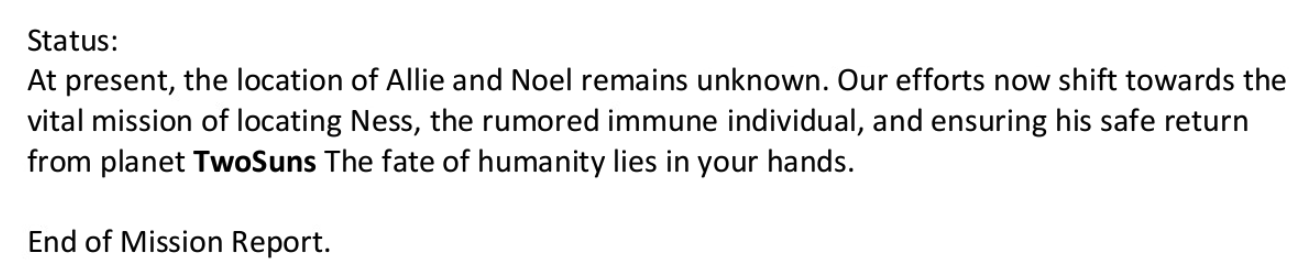 Status:
At present, the location of Allie and Noel remains unknown. Our efforts now shift towards the
vital mission of locating Ness, the rumored immune individual, and ensuring his safe return
from planet TwoSuns The fate of humanity lies in your hands.
End of Mission Report.